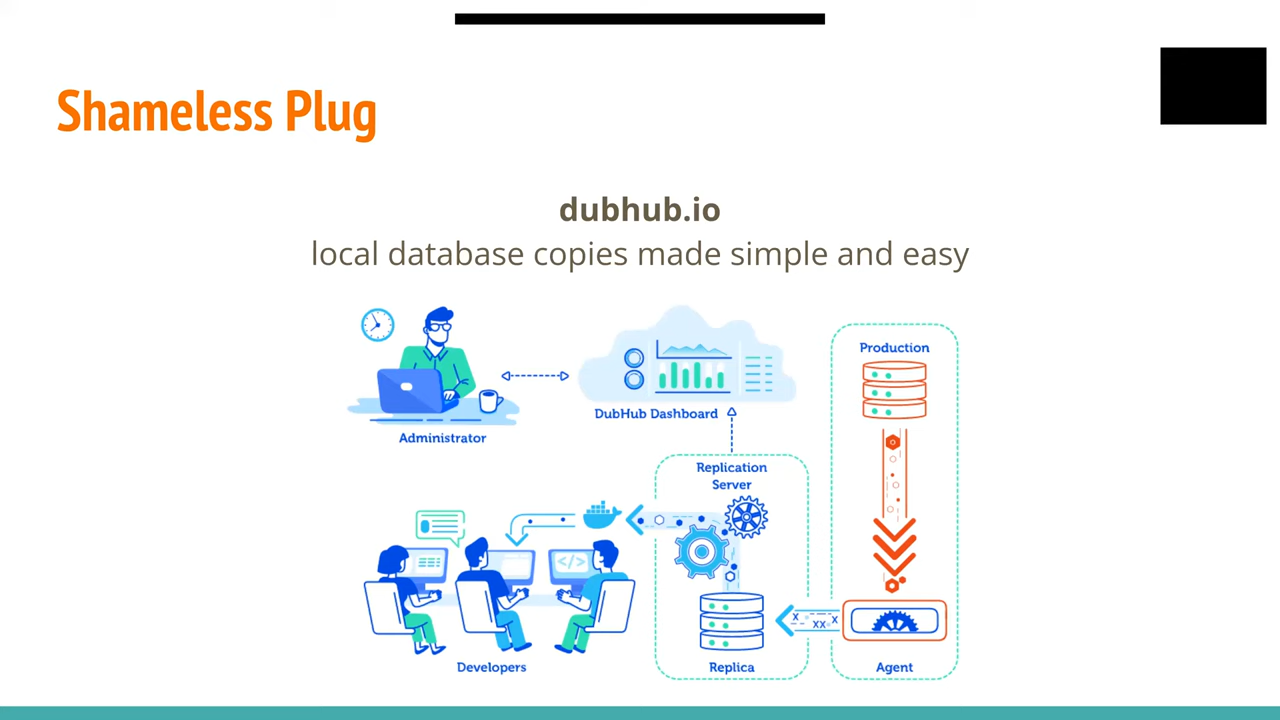 Shameless Plug
dubhub.io
local database copies made simple and easy
Production
DubHub Dashboard
Administrator
Replication
Server
</>
X XX X
Developers
Replica
Agent